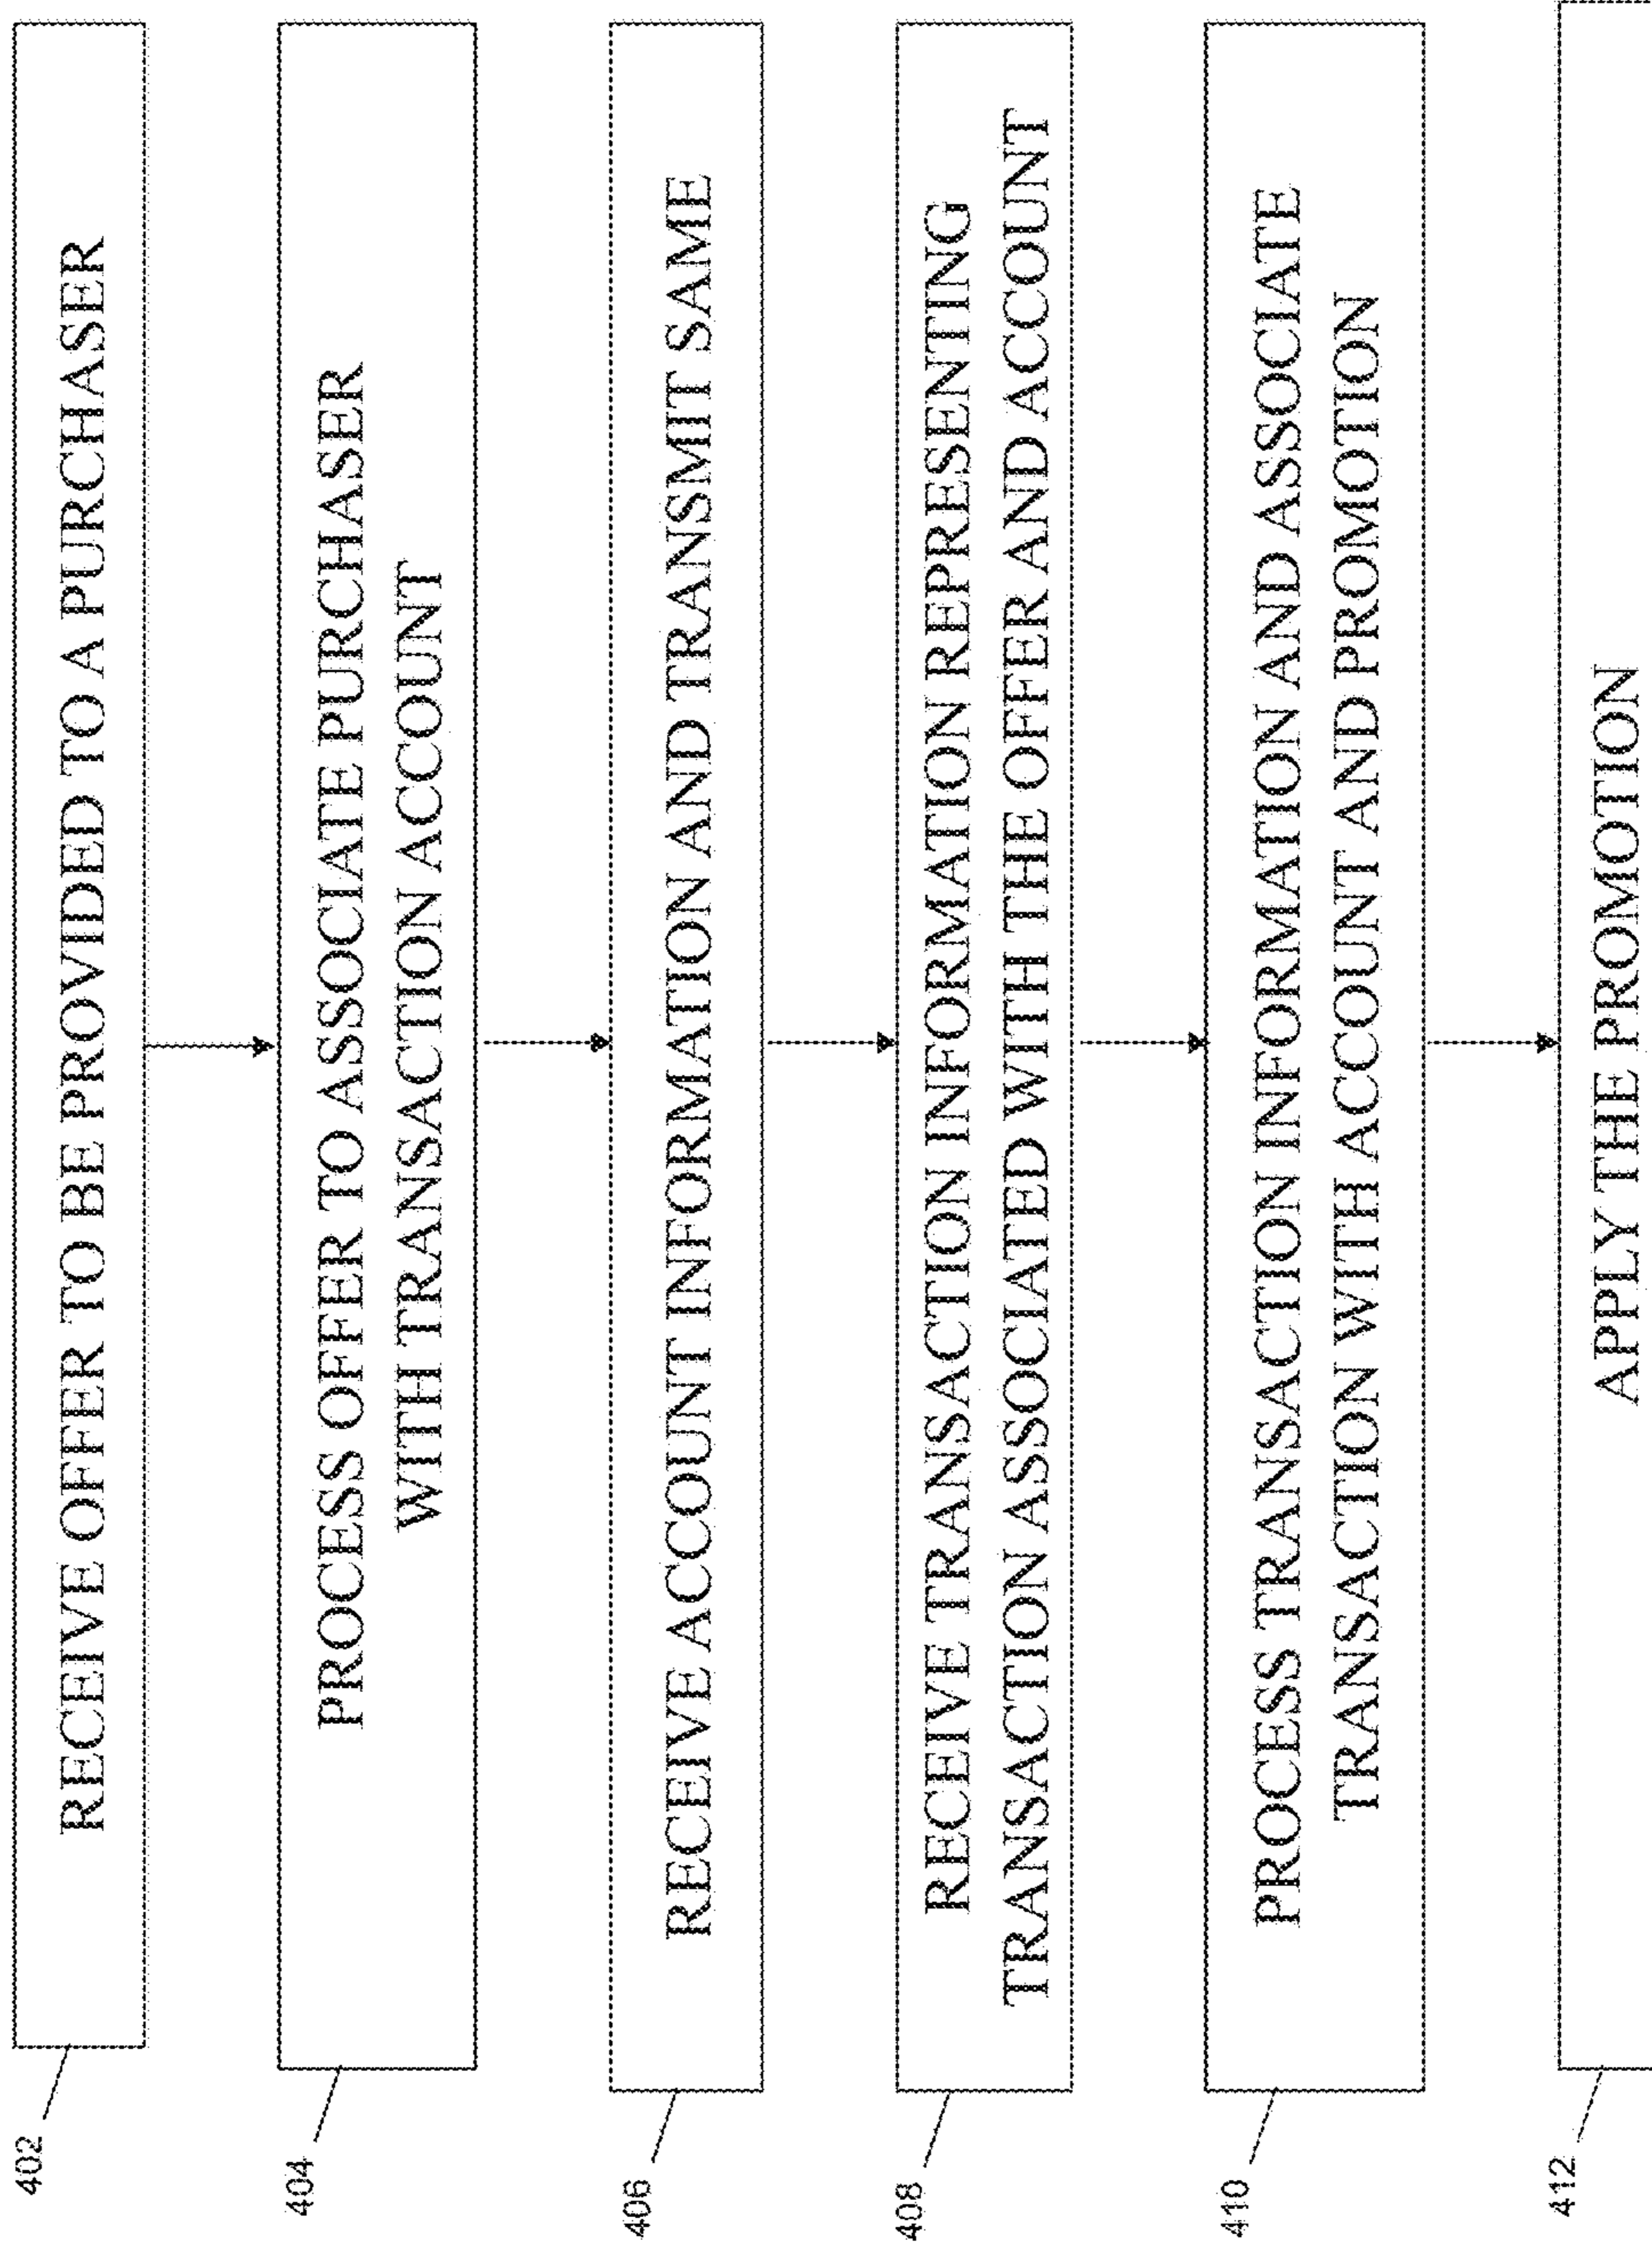 402
RECEIVE OFFER TO BE PROVIDED TO A PURCHASER
404
PROCESS OFFER TO ASSOCIATE PURCHASER
WITH TRANSACTION ACCOUNT
406
RECEIVE ACCOUNT INFORMATION AND TRANSMIT SAME
408
RECEIVE TRANSACTION INFORMATION REPRESENTING
TRANSACTION ASSOCIATED WITH THE OFFER AND ACCOUNT
410
PROCESS TRANSACTION INFORMATION AND ASSOCIATE
TRANSACTION WITH ACCOUNT AND PROMOTION
412
APPLY THE PROMOTION